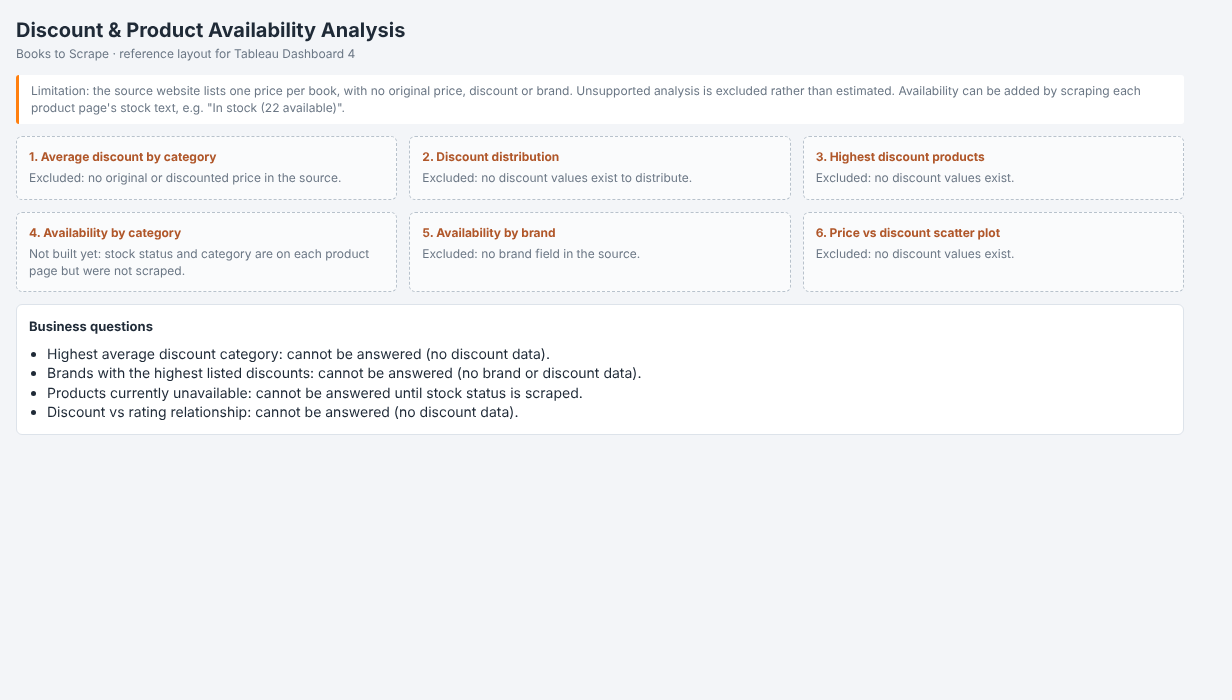 Discount & Product Availability Analysis
Books to Scrape · reference layout for Tableau Dashboard 4
Limitation: the source website lists one price per book, with no original price, discount or brand. Unsupported analysis is excluded rather than estimated. Availability can be added by scraping each
product page's stock text, e.g. "In stock (22 available)".
1. Average discount by category
Excluded: no original or discounted price in the source.
2. Discount distribution
Excluded: no discount values exist to distribute.
3. Highest discount products
Excluded: no discount values exist.
4. Availability by category
Not built yet: stock status and category are on each product
page but were not scraped.
5. Availability by brand
Excluded: no brand field in the source.
6. Price vs discount scatter plot
Excluded: no discount values exist.
Business questions
• Highest average discount category: cannot be answered (no discount data).
• Brands with the highest listed discounts: cannot be answered (no brand or discount data).
• Products currently unavailable: cannot be answered until stock status is scraped.
• Discount vs rating relationship: cannot be answered (no discount data).